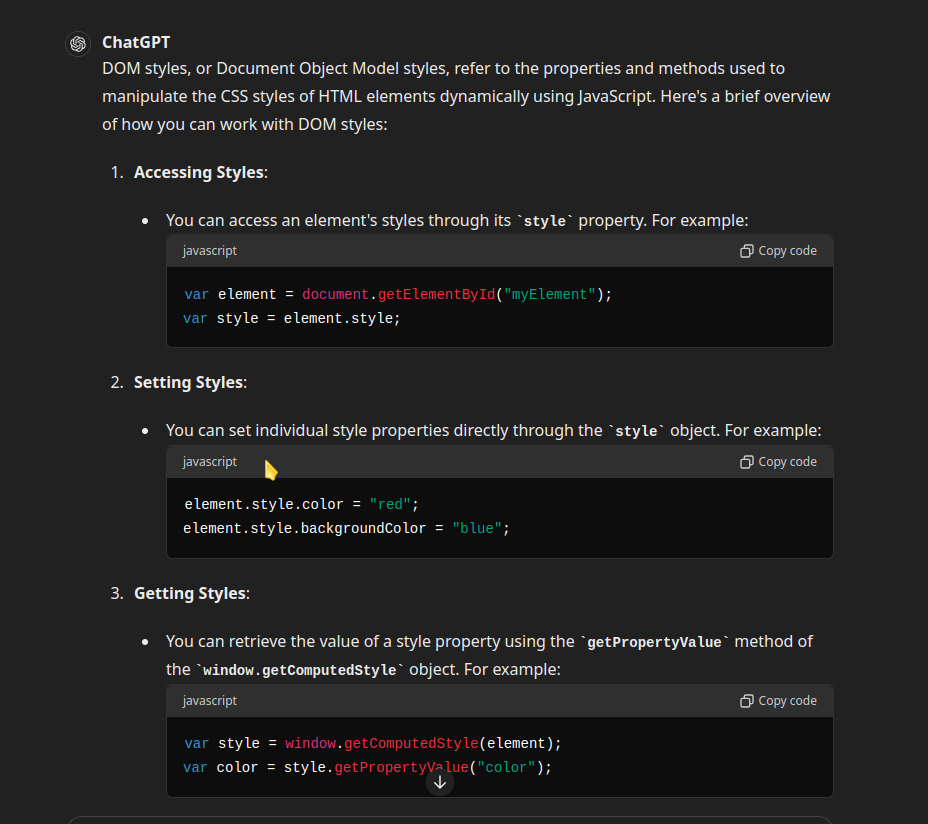 ChatGPT
DOM styles, or Document Object Model styles, refer to the properties and methods used to
manipulate the CSS styles of HTML elements dynamically using JavaScript. Here's a brief overview
of how you can work with DOM styles:
1. Accessing Styles:
• You can access an element's styles through its `style` property. For example:
javascript Copy code
var element = document.getElementById("myElement");
var style = element.style;
2. Setting Styles:
• You can set individual style properties directly through the `style` object. For example:
javascript Copy code
element.style.color = "red";
element.style.backgroundColor = "blue";
3. Getting Styles:
• You can retrieve the value of a style property using the `getPropertyValue` method of
the `window.getComputedStyle` object. For example:
javascript Copy code
var style = window.getComputedStyle(element);
var color = style.getPropertyValue("color");